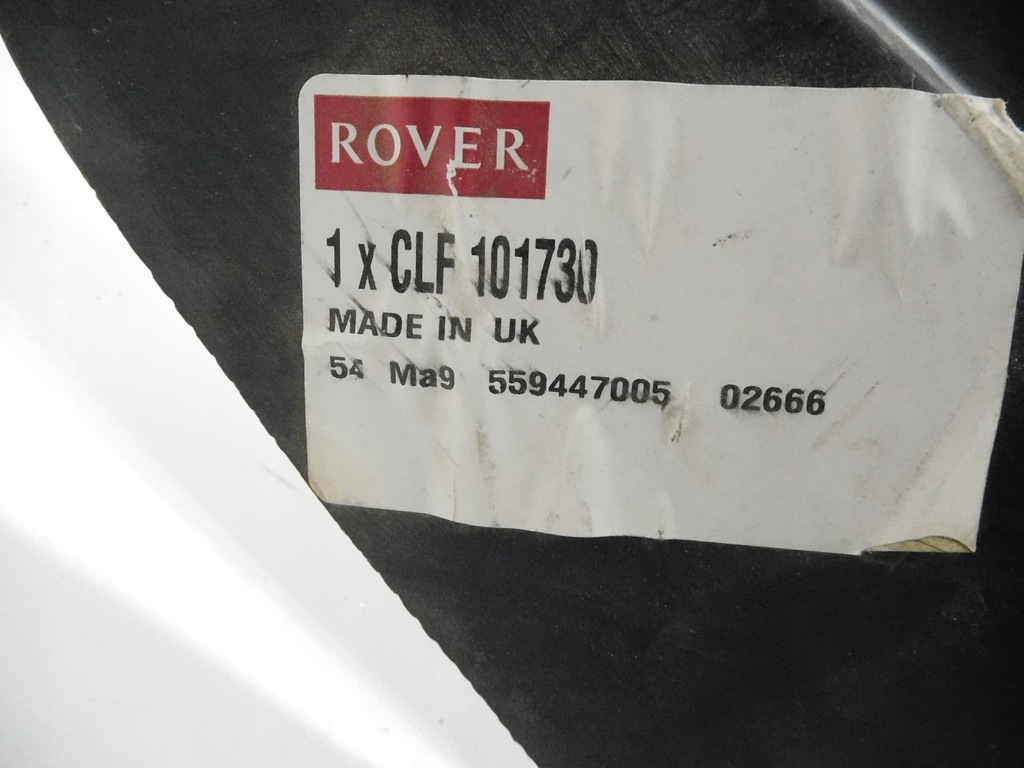 ROVER
1 x CLF 101730
MADE IN UK
54 Ma9 559447005 02666